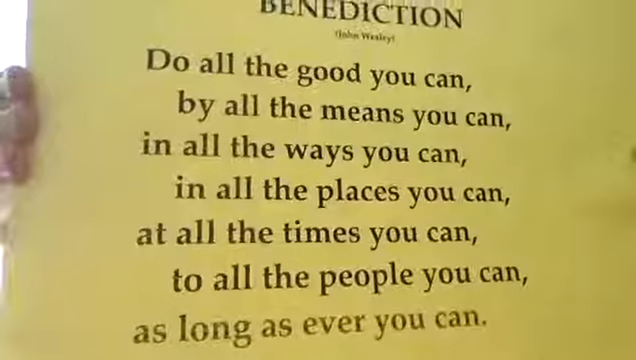 BENEDICTION
(John Wesley)
Do all the good you can,
by all the means you can,
in all the ways you can,
in all the places you can,
at all the times you can,
to all the people you can,
as long as ever you can.